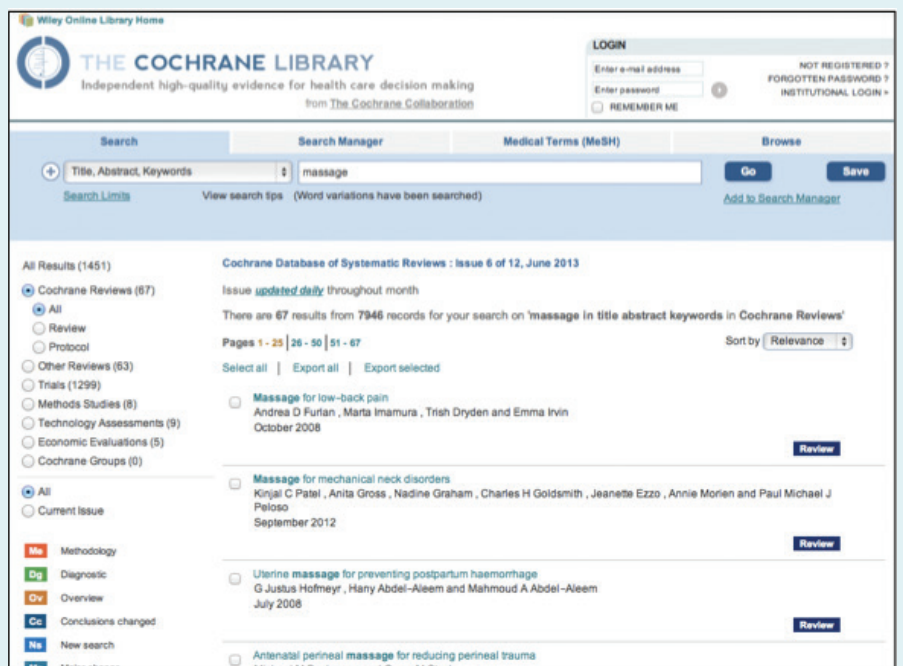 Wiley Online Library Home
THE COCHRANE LIBRARY
Independent high-quality evidence for health care decision making
from The Cochrane Collaboration
LOGIN
Enter e-mail address
Enter password
REMEMBER ME
NOT REGISTERED ?
FORGOTTEN PASSWORD ?
INSTITUTIONAL LOGIN >
Search
Search Manager
Medical Terms (MeSH)
Browse
Title, Abstract, Keywords
massage
Go
Save
Search Limits
View search tips
(Word variations have been searched)
Add to Search Manager
All Results (1451)
Cochrane Reviews (67)
All
Review
Protocol
Other Reviews (63)
Trials (1299)
Methods Studies (8)
Technology Assessments (9)
Economic Evaluations (5)
Cochrane Groups (0)
All
Current Issue
Me Methodology
Dg Diagnostic
Ov Overview
Cc Conclusions changed
Ns New search
Cochrane Database of Systematic Reviews : Issue 6 of 12, June 2013
Issue updated daily throughout month
There are 67 results from 7946 records for your search on 'massage in title abstract keywords in Cochrane Reviews'
Pages 1 - 25 | 26 - 50 | 51 - 67
Sort by Relevance
Select all | Export all | Export selected
Massage for low-back pain
Andrea D Furlan , Marta Imamura , Trish Dryden and Emma Irvin
October 2008
Review
Massage for mechanical neck disorders
Kinjal C Patel , Anita Gross , Nadine Graham , Charles H Goldsmith , Jeanette Ezzo , Annie Morien and Paul Michael J
Peloso
September 2012
Review
Uterine massage for preventing postpartum haemorrhage
G Justus Hofmeyr , Hany Abdel-Aleem and Mahmoud A Abdel-Aleem
July 2008
Review
Antenatal perineal massage for reducing perineal trauma